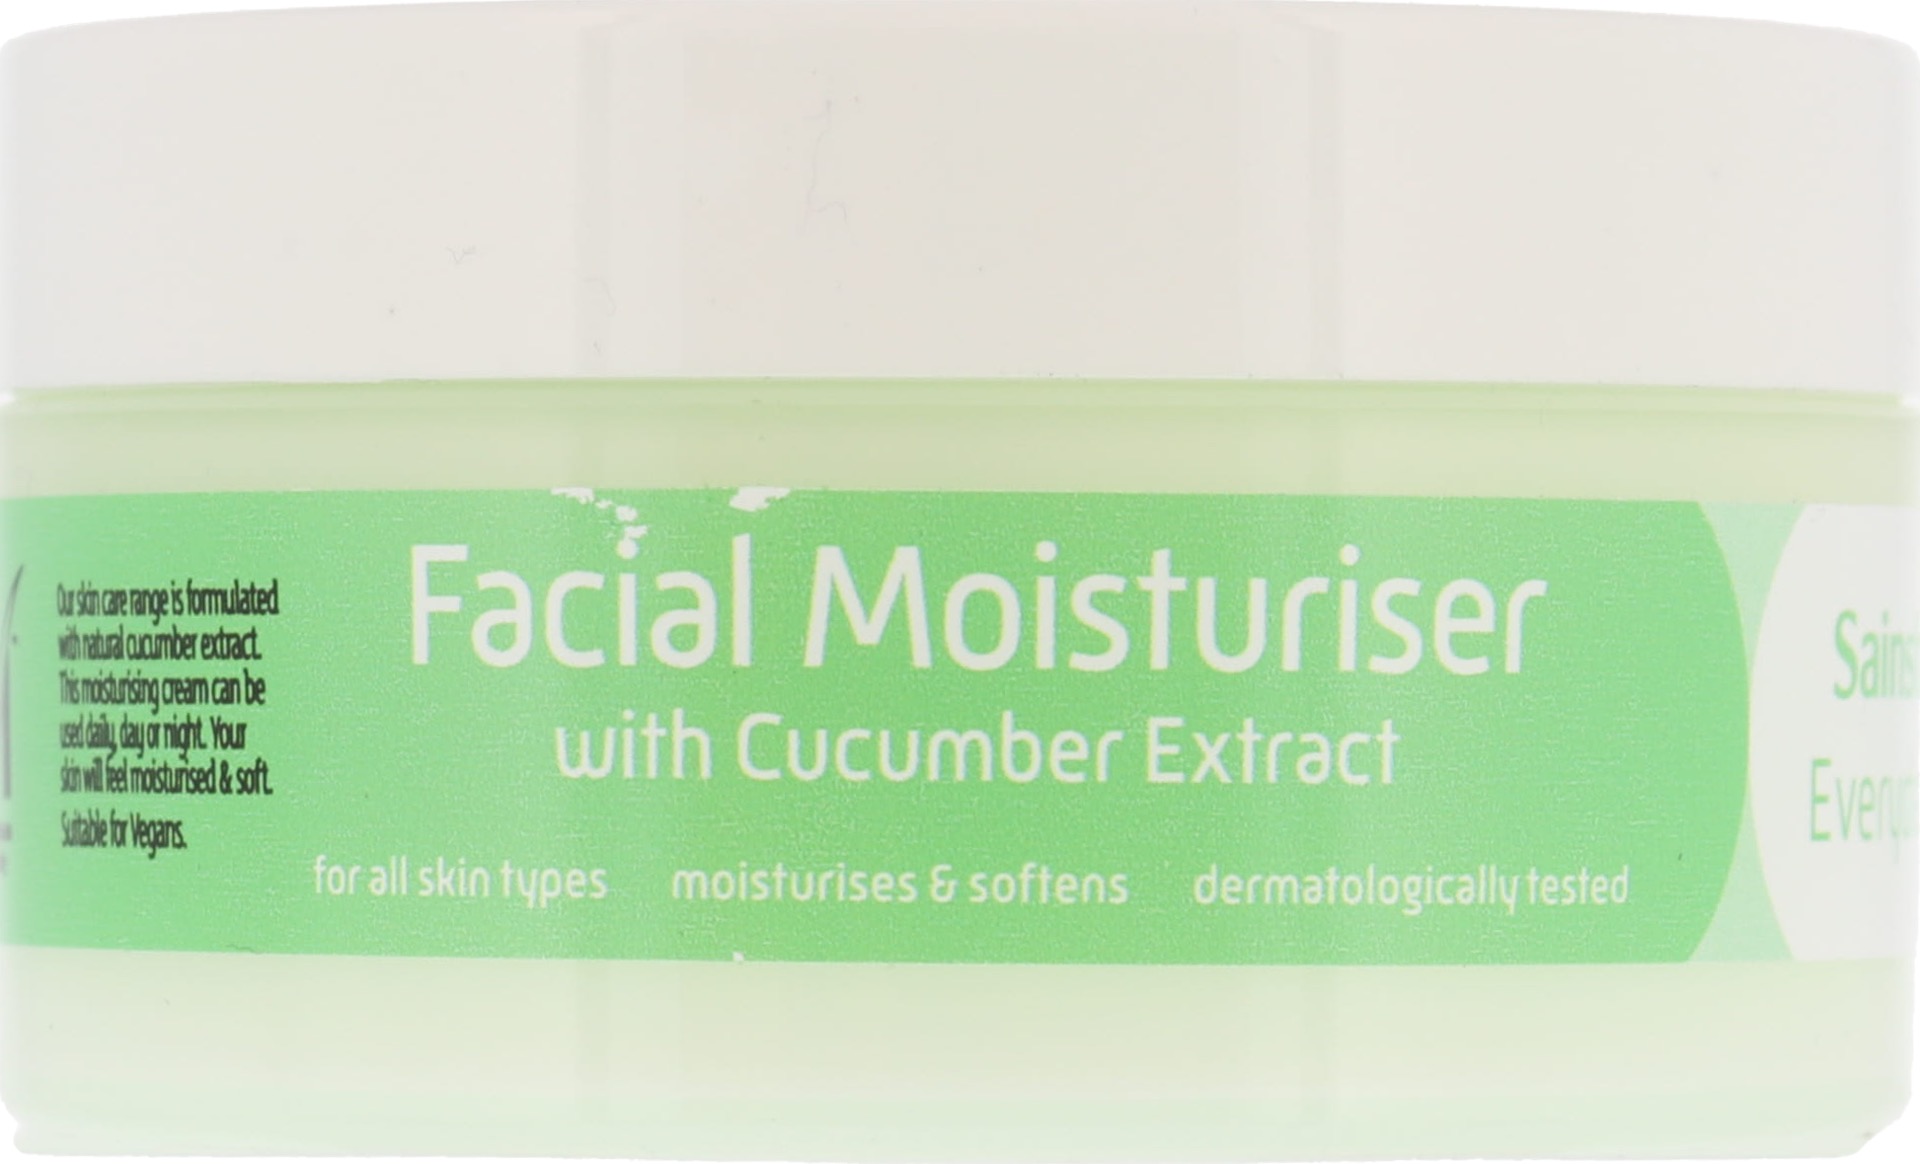 Our skin care range is formulated
with natural cucumber extract.
This moisturising cream can be
used daily, day or night. Your
skin will feel moisturised & soft.
Suitable for Vegans.
Facial Moisturiser
with Cucumber Extract
for all skin types moisturises & softens dermatologically tested